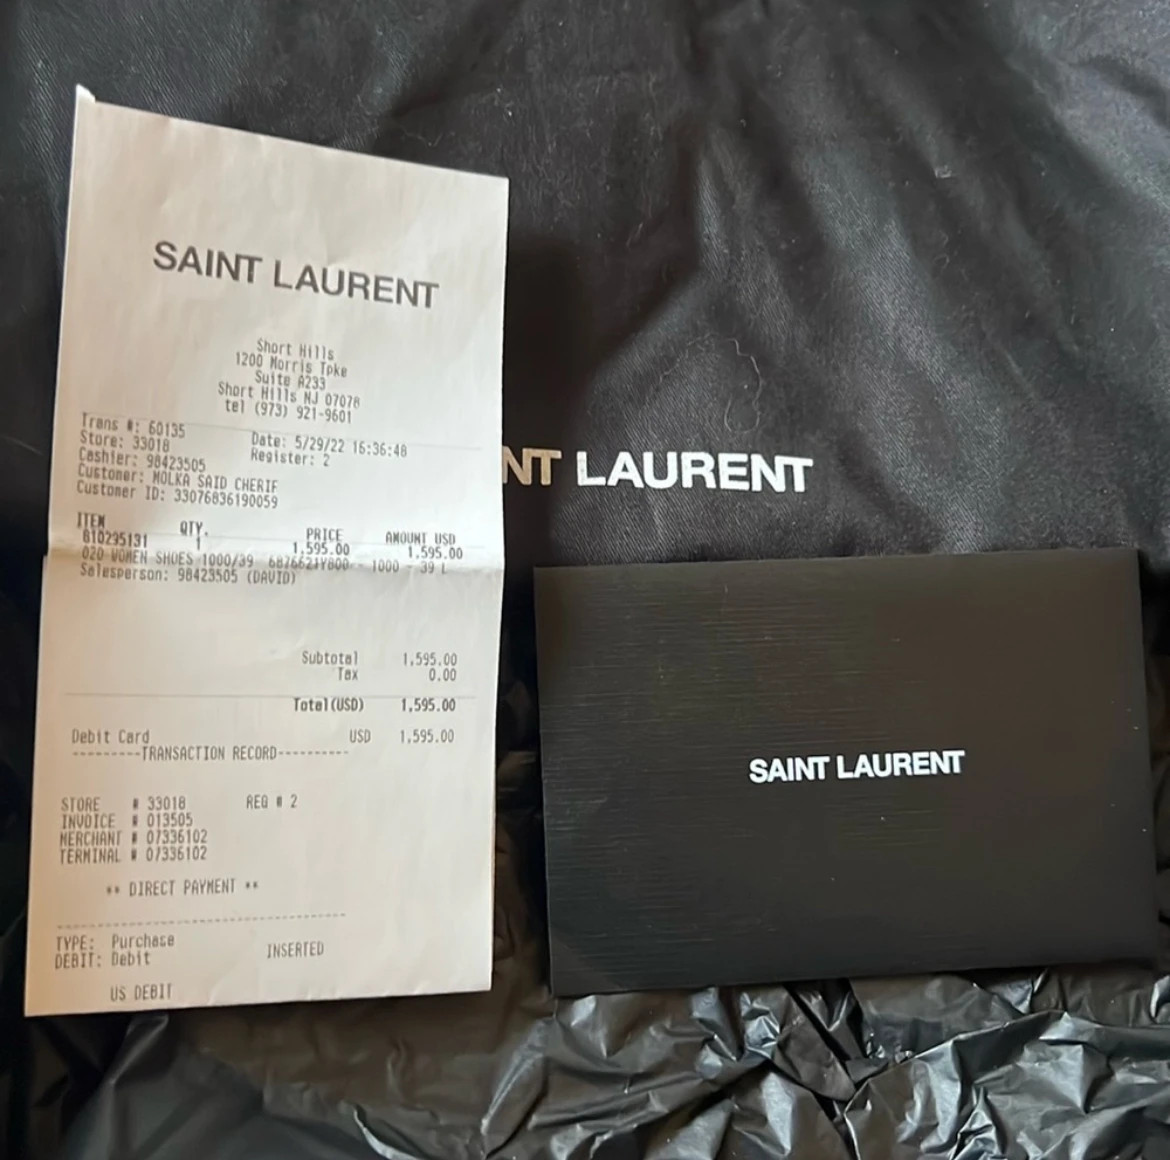 SAINT LAURENT
Short Hills
1200 Morris Tpke
Suite A233
Short Hills NJ 07078
tel (973) 921-9601
Trans #: 60135
Store: 33018 Date: 5/29/22 16:36:48
Cashier: 98423505 Register: 2
Customer: MOLKA SAID CHERIF
Customer ID: 33076836190059
ITEM QTY. PRICE AMOUNT USD
610295131 1 1,595.00 1,595.00
020 WOMEN SHOES 1000/39 - 1000 - 39 L
Salesperson: 98423505 (DAVID)
Subtotal 1,595.00
Tax 0.00
Total(USD) 1,595.00
Debit Card USD 1,595.00
---------TRANSACTION RECORD----------
STORE # 33018 REG # 2
INVOICE # 013505
MERCHANT # 07336102
TERMINAL # 07336102
** DIRECT PAYMENT **
TYPE: Purchase
DEBIT: Debit INSERTED
US DEBIT
NT LAURENT
SAINT LAURENT